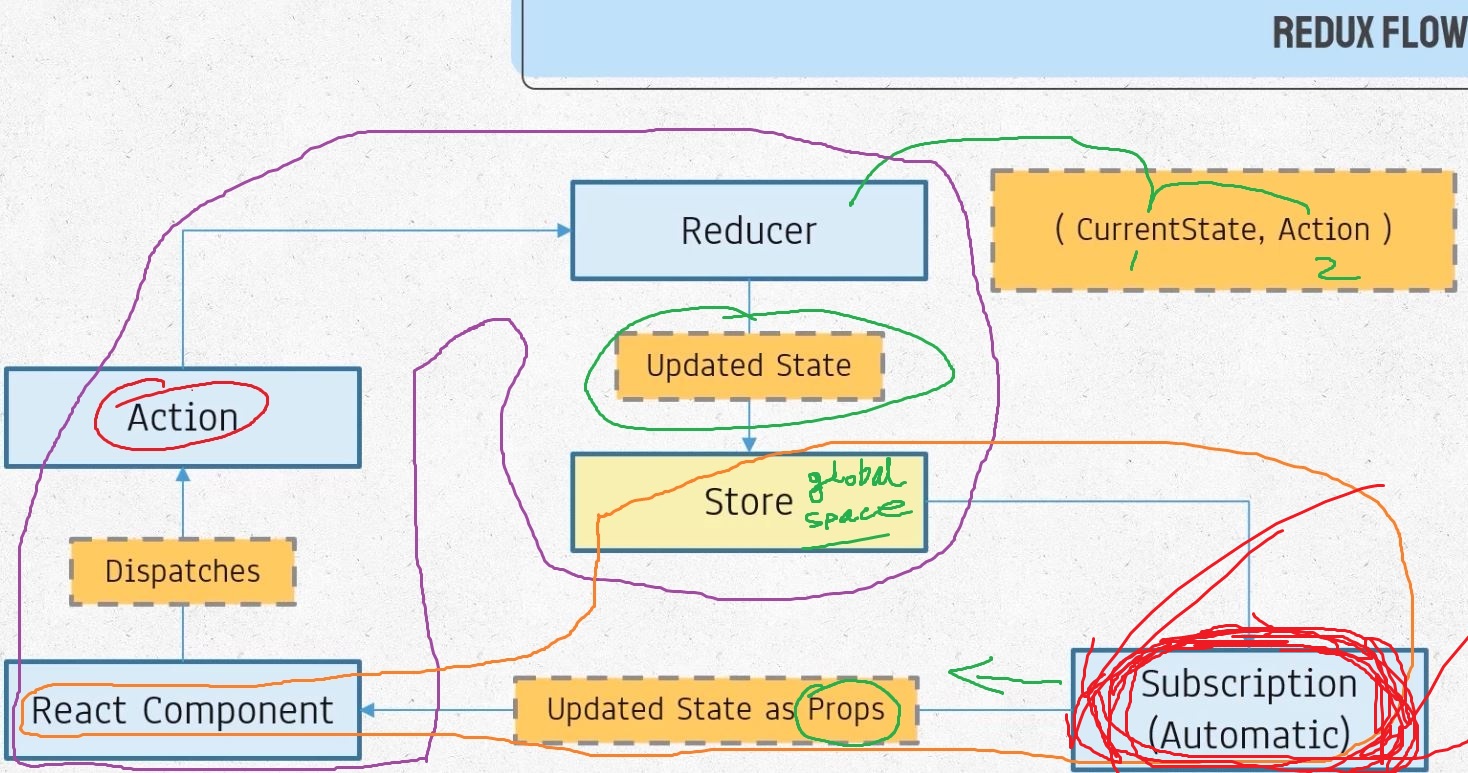 REDUX FLOW
Reducer
( CurrentState, Action )
1 2
Updated State
Action
Store
global
space
Dispatches
React Component
Updated State as Props
Subscription
(Automatic)